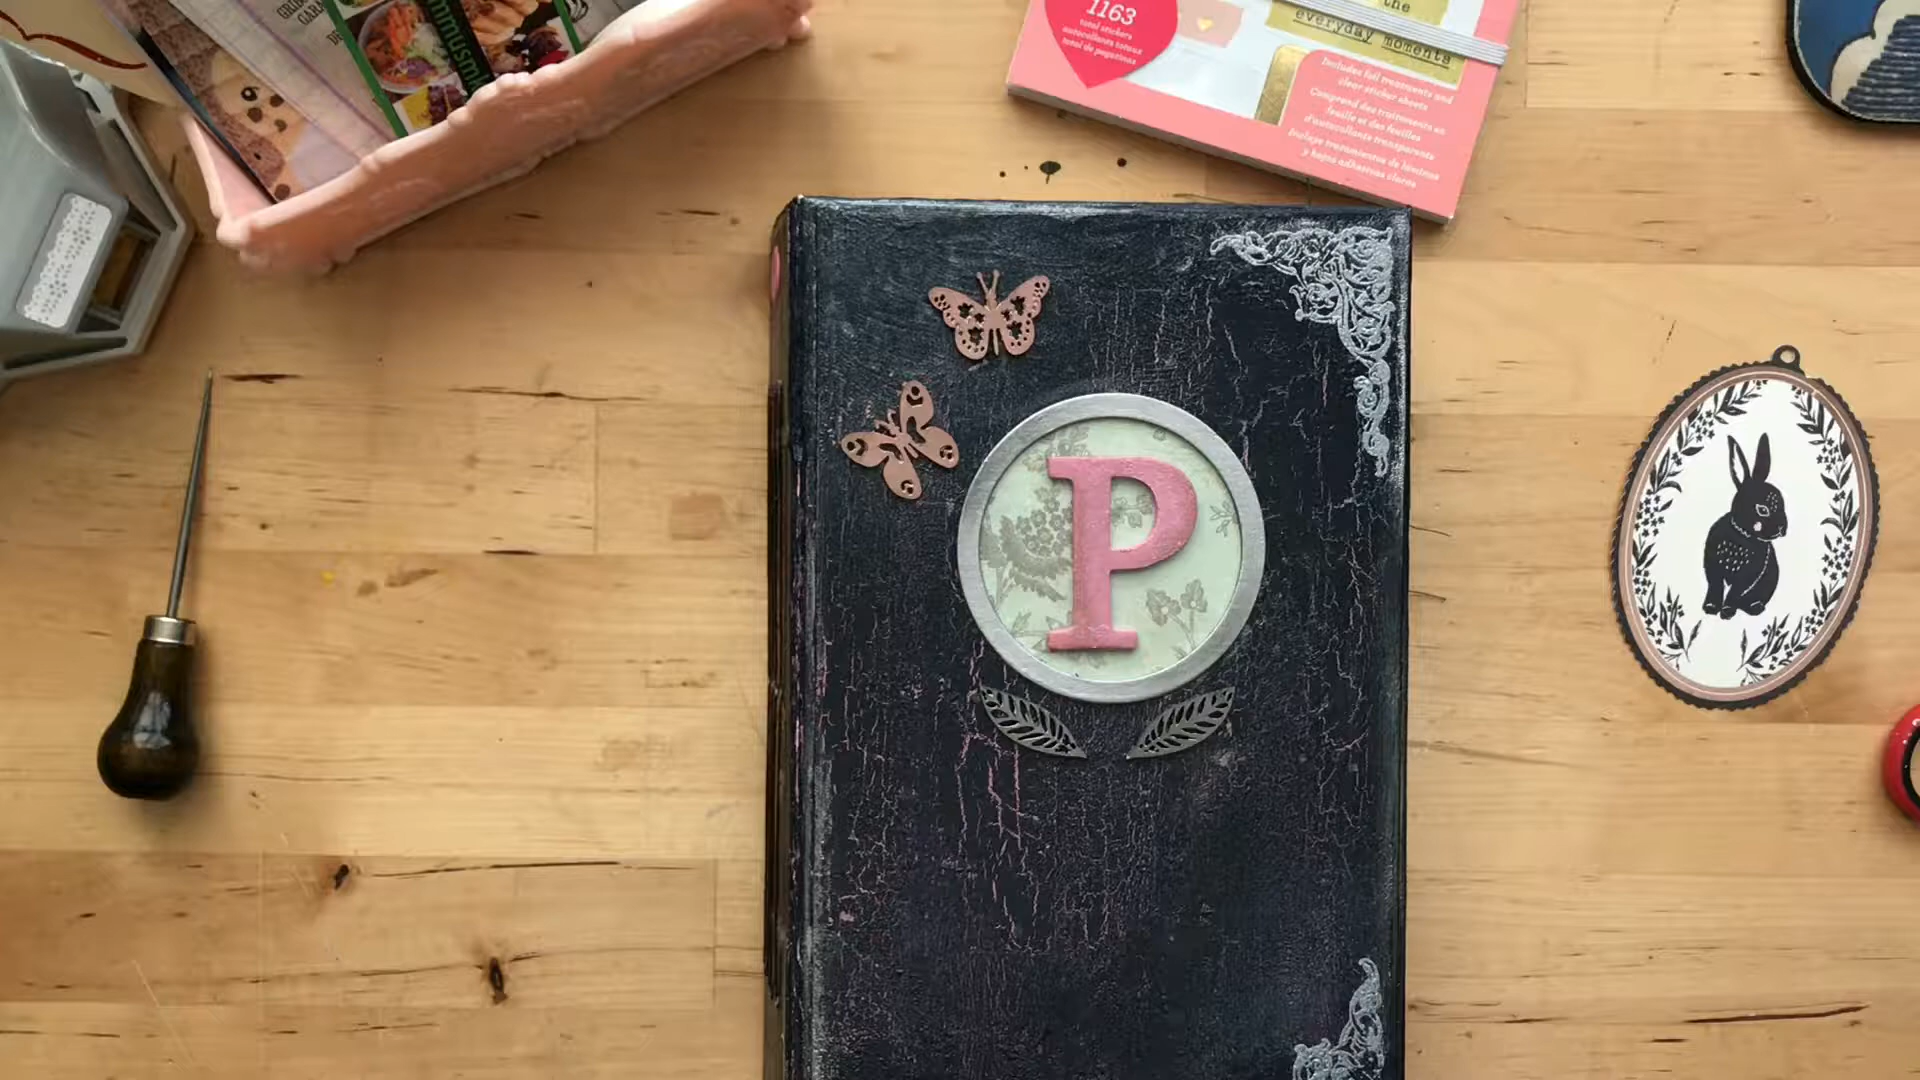 1163
total stickers
autocollants totaux
total de pegatinas
the
everyday moments
Includes foil treatments and
clear sticker sheets
Comprend des traitements en
feuille et des feuilles
d'autocollants transparents
Incluye tratamientos de láminas
y hojas adhesivas claras
P